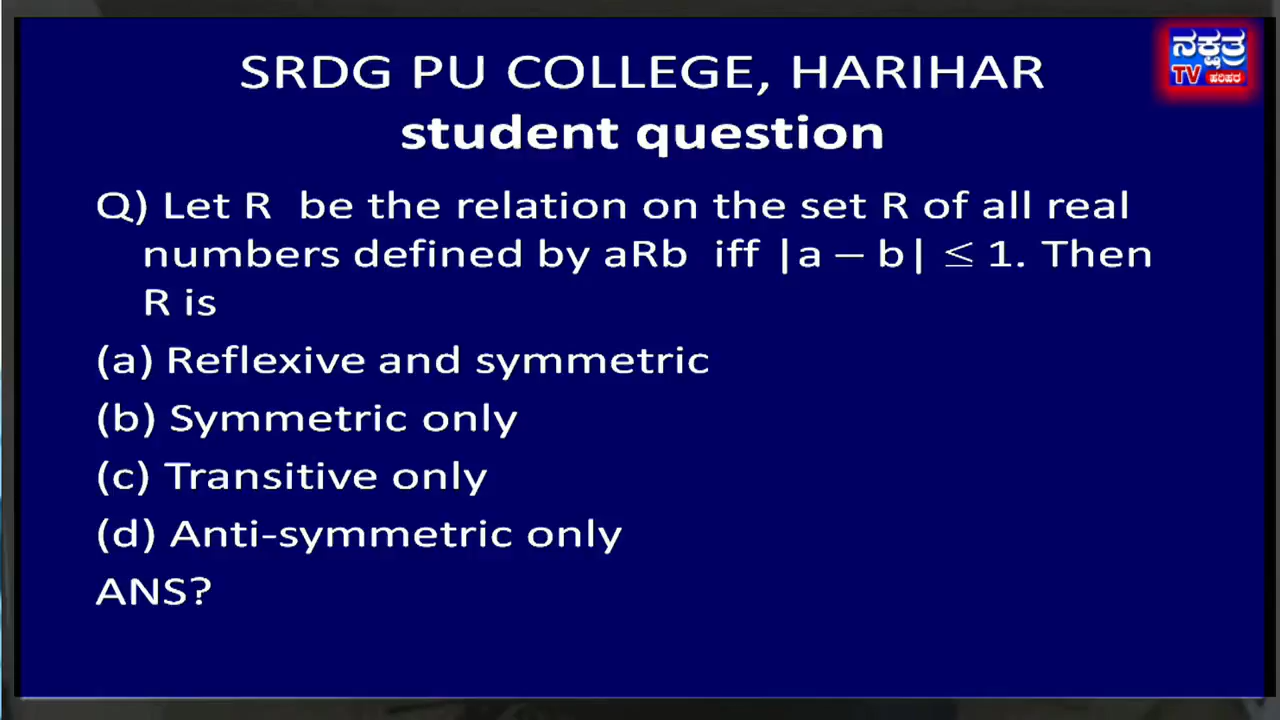 SRDG PU COLLEGE, HARIHAR
ನಕ್ಷತ್ರ
TV ಹರಿಹರ
student question
Q) Let R be the relation on the set R of all real
numbers defined by aRb iff |a – b| ≤ 1. Then
R is
(a) Reflexive and symmetric
(b) Symmetric only
(c) Transitive only
(d) Anti-symmetric only
ANS?